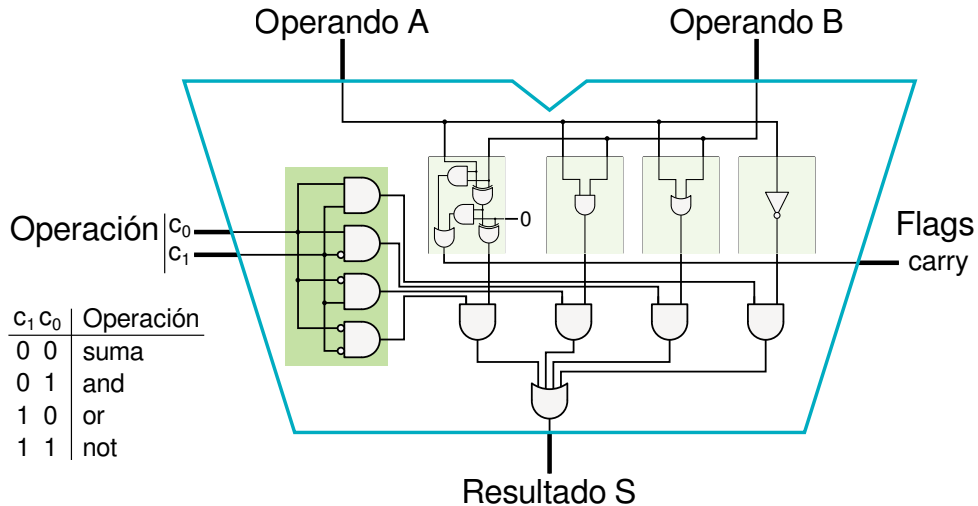 Operando A
Operando B
0
Operación
c0
c1
Flags
carry
c1 c0 Operación
0 0 suma
0 1 and
1 0 or
1 1 not
Resultado S